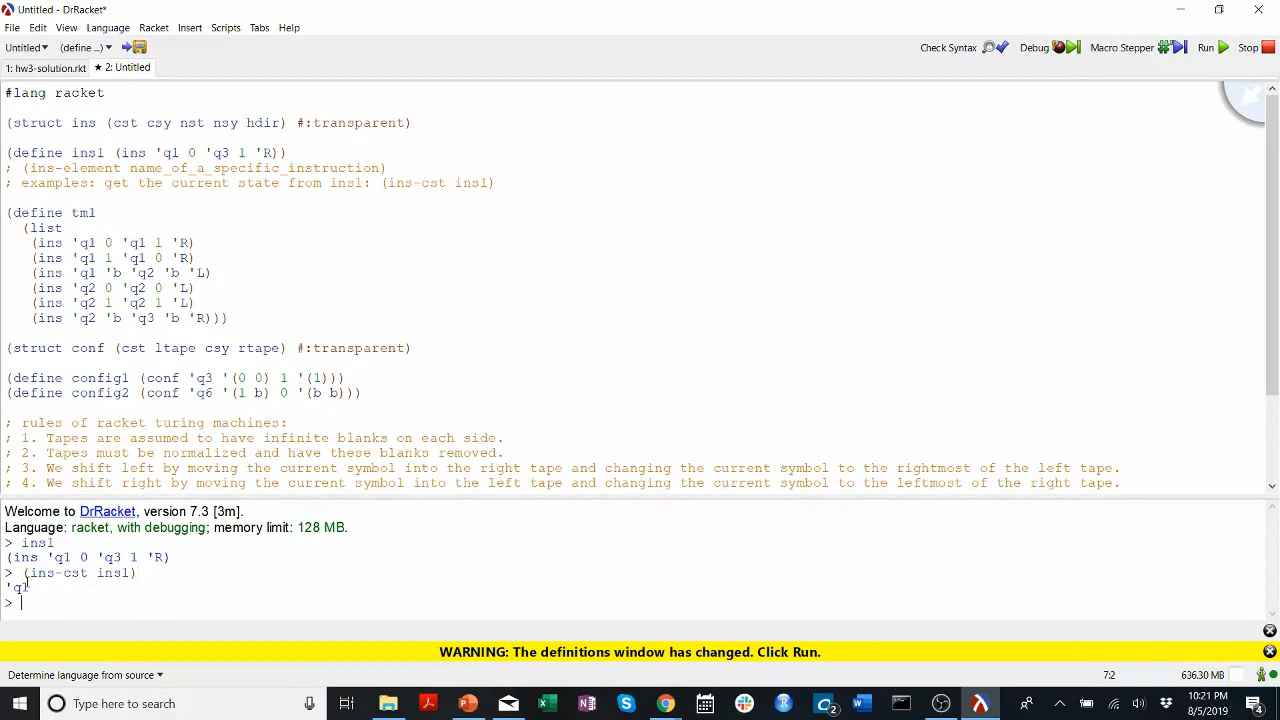 Untitled - DrRacket*
File Edit View Language Racket Insert Scripts Tabs Help
Untitled▾ (define ...)▾ Check Syntax Debug Macro Stepper Run Stop
1: hw3-solution.rkt ★ 2: Untitled
#lang racket
(struct ins (cst csy nst nsy hdir) #:transparent)
(define ins1 (ins 'q1 0 'q3 1 'R))
; (ins-element name_of_a_specific_instruction)
; examples: get the current state from ins1: (ins-cst ins1)
(define tm1
(list
(ins 'q1 0 'q1 1 'R)
(ins 'q1 1 'q1 0 'R)
(ins 'q1 'b 'q2 'b 'L)
(ins 'q2 0 'q2 0 'L)
(ins 'q2 1 'q2 1 'L)
(ins 'q2 'b 'q3 'b 'R)))
(struct conf (cst ltape csy rtape) #:transparent)
(define config1 (conf 'q3 '(0 0) 1 '(1)))
(define config2 (conf 'q6 '(1 b) 0 '(b b)))
; rules of racket turing machines:
; 1. Tapes are assumed to have infinite blanks on each side.
; 2. Tapes must be normalized and have these blanks removed.
; 3. We shift left by moving the current symbol into the right tape and changing the current symbol to the rightmost of the left tape.
; 4. We shift right by moving the current symbol into the left tape and changing the current symbol to the leftmost of the right tape.
Welcome to DrRacket, version 7.3 [3m].
Language: racket, with debugging; memory limit: 128 MB.
> ins1
(ins 'q1 0 'q3 1 'R)
> (ins-cst ins1)
'q1
>
WARNING: The definitions window has changed. Click Run.
Determine language from source▾ 7:2 636.30 MB
Type here to search
10:21 PM
8/5/2019